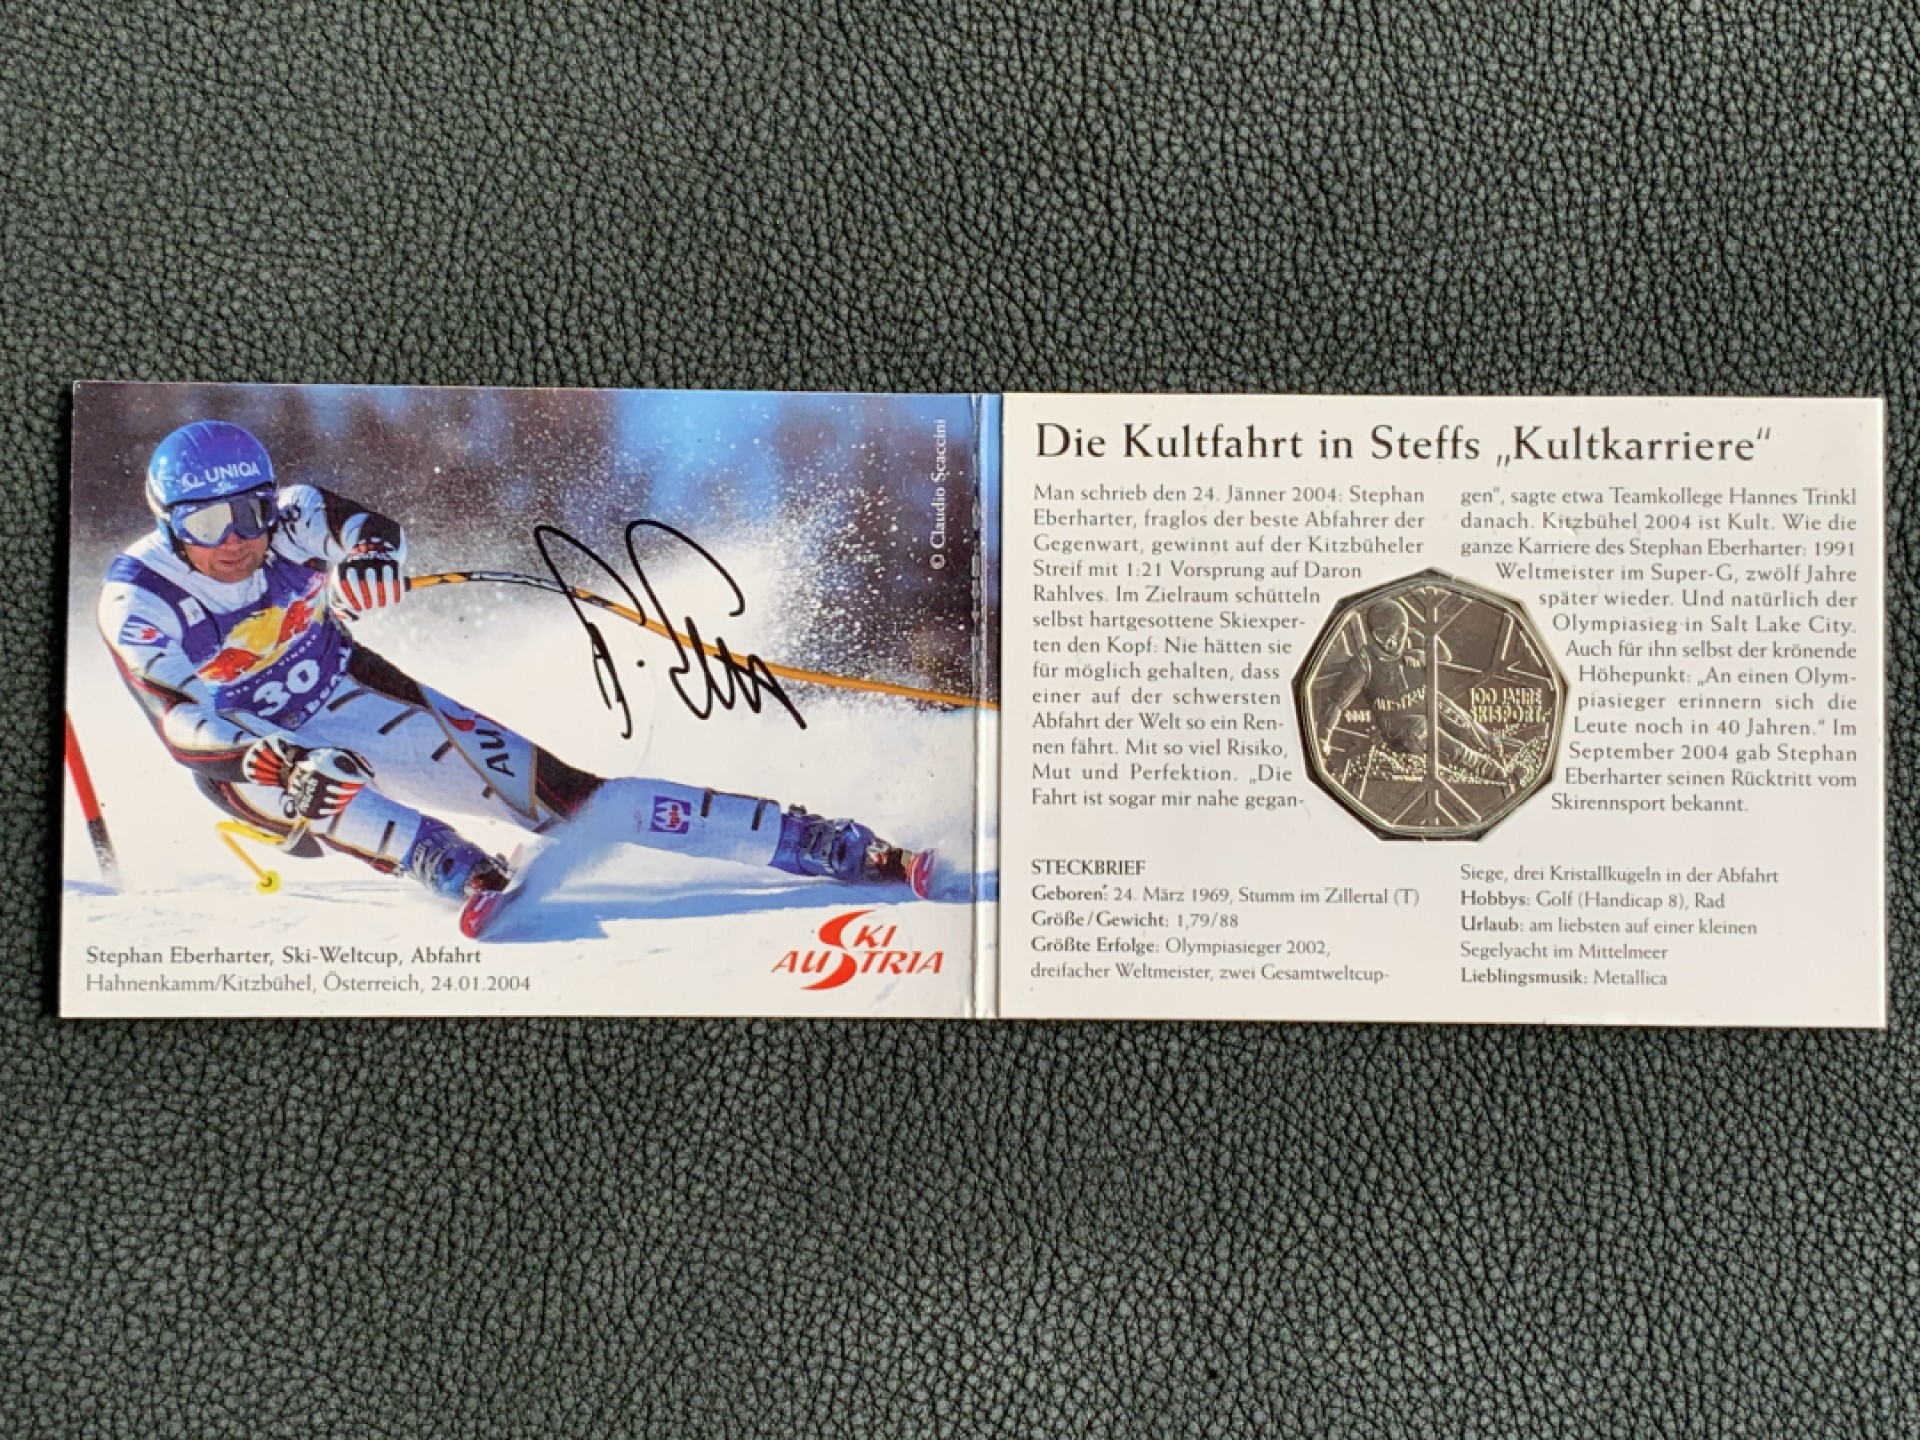 UNIQA
© Claudio Scaccini
30
AU
iglo
Stephan Eberharter, Ski-Weltcup, Abfahrt
Hahnenkamm/Kitzbühel, Österreich, 24.01.2004
SKI
AUSTRIA
Die Kultfahrt in Steffs „Kultkarriere"
Man schrieb den 24. Jänner 2004: Stephan
Eberharter, fraglos der beste Abfahrer der
Gegenwart, gewinnt auf der Kitzbüheler
Streif mit 1:21 Vorsprung auf Daron
Rahlves. Im Zielraum schütteln
selbst hartgesottene Skiexper-
ten den Kopf: Nie hätten sie
für möglich gehalten, dass
einer auf der schwersten
Abfahrt der Welt so ein Ren-
nen fährt. Mit so viel Risiko,
Mut und Perfektion. „Die
Fahrt ist sogar mir nahe gegan-
gen", sagte etwa Teamkollege Hannes Trinkl
danach. Kitzbühel 2004 ist Kult. Wie die
ganze Karriere des Stephan Eberharter: 1991
Weltmeister im Super-G, zwölf Jahre
später wieder. Und natürlich der
Olympiasieg in Salt Lake City.
Auch für ihn selbst der krönende
Höhepunkt: „An einen Olym-
piasieger erinnern sich die
Leute noch in 40 Jahren." Im
September 2004 gab Stephan
Eberharter seinen Rücktritt vom
Skirennsport bekannt.
100 JAHRE
SKISPORT
STECKBRIEF
Geboren: 24. März 1969, Stumm im Zillertal (T)
Größe/Gewicht: 1,79/88
Größte Erfolge: Olympiasieger 2002,
dreifacher Weltmeister, zwei Gesamtweltcup-
Siege, drei Kristallkugeln in der Abfahrt
Hobbys: Golf (Handicap 8), Rad
Urlaub: am liebsten auf einer kleinen
Segelyacht im Mittelmeer
Lieblingsmusik: Metallica